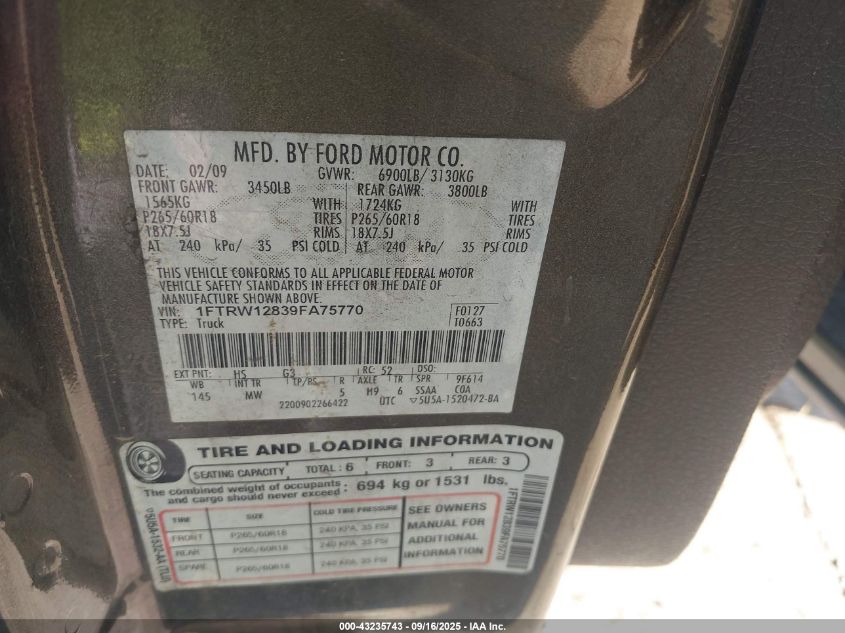 MFD. BY FORD MOTOR CO.
DATE: 02/09 GVWR: 6900LB/ 3130KG
FRONT GAWR: 3450LB REAR GAWR: 3800LB
1565KG WITH 1724KG WITH
P265/60R18 TIRES P265/60R18 TIRES
18X7.5J RIMS 18X7.5J RIMS
AT 240 kPa/ 35 PSI COLD AT 240 kPa/ 35 PSI COLD
THIS VEHICLE CONFORMS TO ALL APPLICABLE FEDERAL MOTOR
VEHICLE SAFETY STANDARDS IN EFFECT ON THE DATE OF
MANUFACTURE SHOWN ABOVE.
VIN: 1FTRW12839FA75770 F0127
TYPE: Truck T0663
EXT PNT: HS G3 RC: 52 DSO:
WB INT TR TP/PS R AXLE TR SPR 9F614
145 MW 5 H9 6 SSAA C0A
2200902266422 UTC ▽5U5A-1520472-BA
TIRE AND LOADING INFORMATION
SEATING CAPACITY TOTAL: 6 FRONT: 3 REAR: 3
The combined weight of occupants and cargo should never exceed: 694 kg or 1531 lbs.
TIRE SIZE COLD TIRE PRESSURE
FRONT P265/60R18 240 KPA, 35 PSI
REAR P265/60R18 240 KPA, 35 PSI
SPARE P265/60R18 240 KPA, 35 PSI
SEE OWNERS
MANUAL FOR
ADDITIONAL
INFORMATION
1FTRW12839FA75770
000-43235743 - 09/16/2025 - IAA Inc.